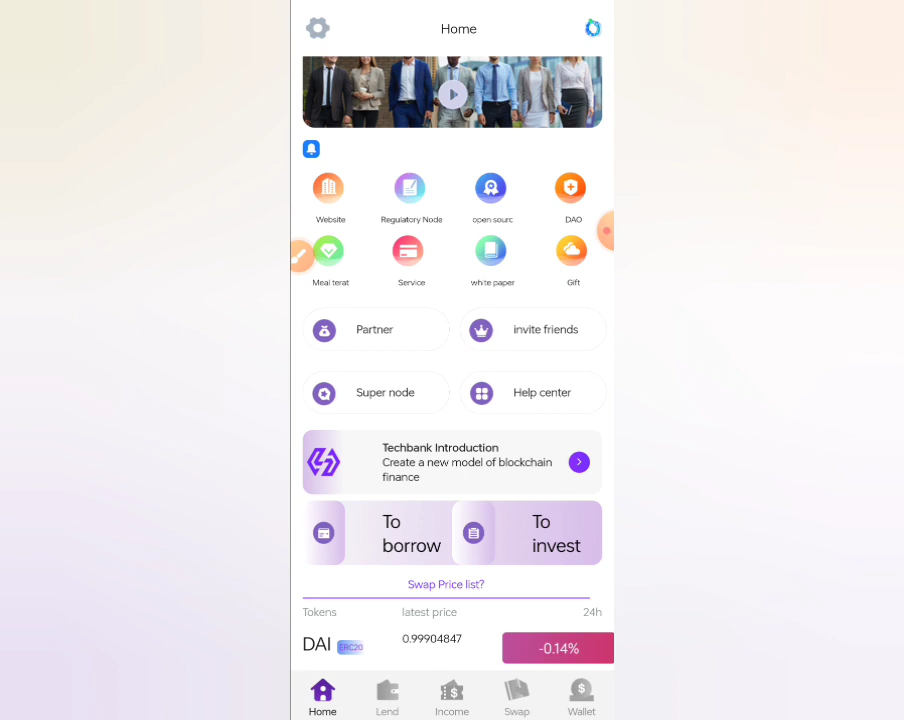 Home
Website
Regulatory Node
open sourc
DAO
Meal terat
Service
white paper
Gift
Partner
invite friends
Super node
Help center
Techbank Introduction
Create a new model of blockchain
finance
To
borrow
To
invest
Swap Price list?
Tokens
latest price
24h
DAI
ERC20
0.99904847
-0.14%
Home
Lend
Income
Swap
Wallet